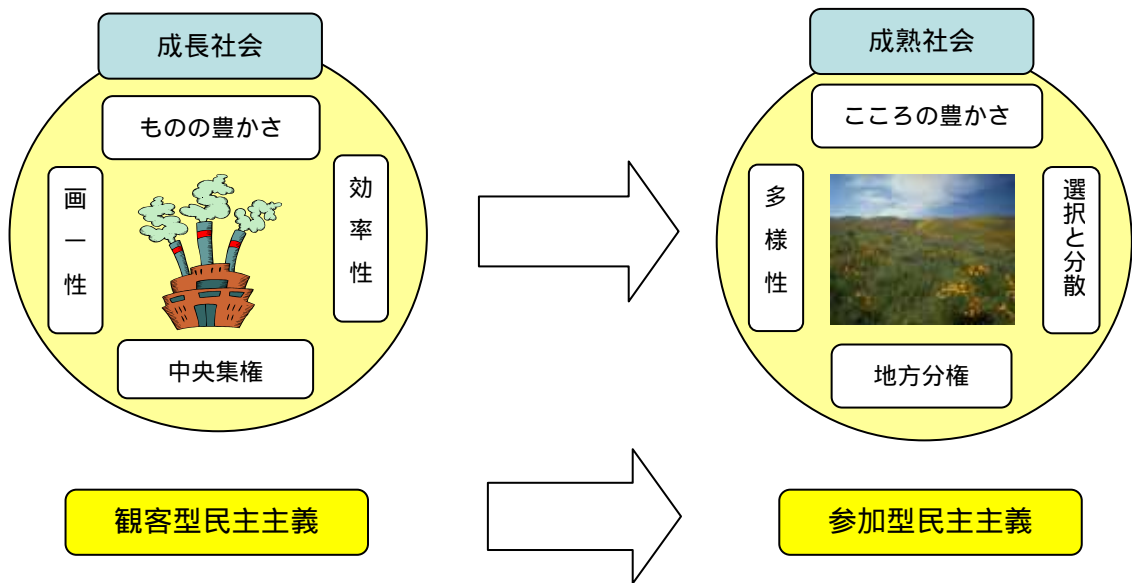 成長社会
ものの豊かさ
画一性
効率性
中央集権
成熟社会
こころの豊かさ
多様性
選択と分散
地方分権
観客型民主主義
参加型民主主義